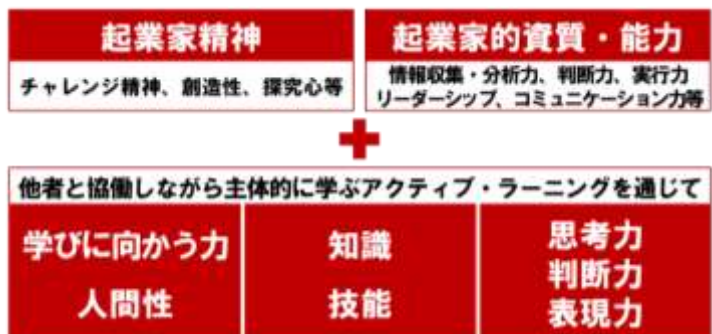 起業家精神
チャレンジ精神、創造性、探究心等
起業家的資質・能力
情報収集・分析力、判断力、実行力
リーダーシップ、コミュニケーション力等
他者と協働しながら主体的に学ぶアクティブ・ラーニングを通じて
学びに向かう力
人間性
知識
技能
思考力
判断力
表現力